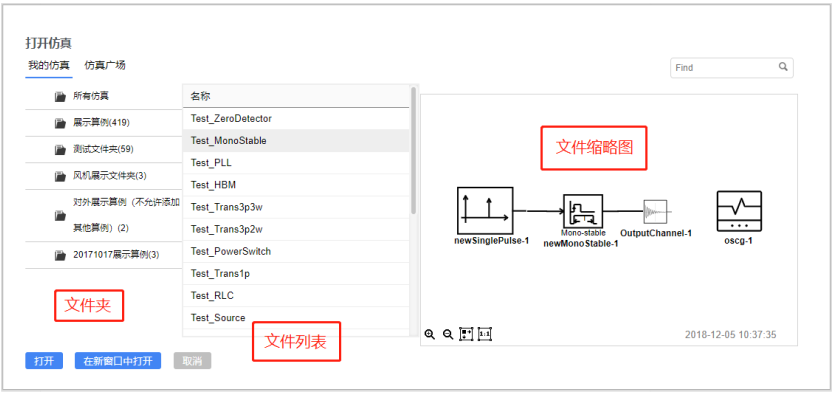 打开仿真
我的仿真 仿真广场
Find
所有仿真
展示算例(419)
测试文件夹(59)
风机展示文件夹(3)
对外展示算例（不允许添加
其他算例）(2)
20171017展示算例(3)
文件夹
名称
Test_ZeroDetector
Test_MonoStable
Test_PLL
Test_HBM
Test_Trans3p3w
Test_Trans3p2w
Test_PowerSwitch
Test_Trans1p
Test_RLC
Test_Source
文件列表
文件缩略图
newSinglePulse-1
Mono-stable
newMonoStable-1
OutputChannel-1
oscg-1
1:1
2018-12-05 10:37:35
打开 在新窗口中打开 取消